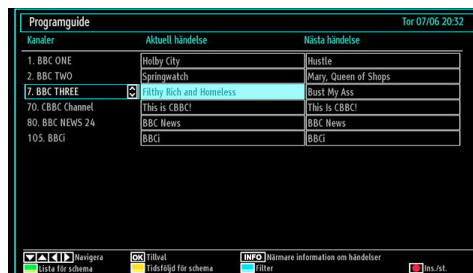 Programguide Tor 07/06 20:32
Kanaler Aktuell händelse Nästa händelse
1. BBC ONE Holby City Hustle
2. BBC TWO Springwatch Mary, Queen of Shops
7. BBC THREE Filthy Rich and Homeless Bust My Ass
70. CBBC Channel This is CBBC! This Is CBBC!
80. BBC NEWS 24 BBC News BBC News
105. BBCi BBCi BBCi
Navigera OK Tillval INFO Närmare information om händelser
Lista för schema Tidsföljd för schema Filter Ins./st.